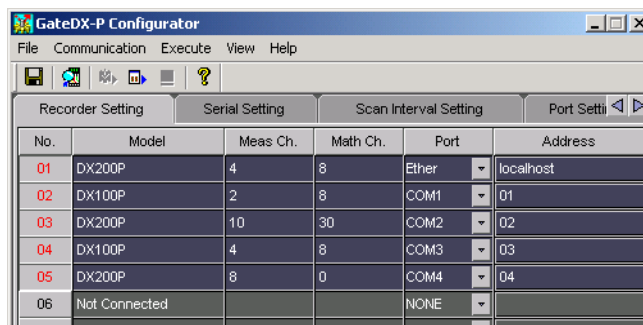 GateDX-P Configurator
File Communication Execute View Help
Recorder Setting Serial Setting Scan Interval Setting Port Setti
No. Model Meas Ch. Math Ch. Port Address
01 DX200P 4 8 Ether localhost
02 DX100P 2 8 COM1 01
03 DX200P 10 30 COM2 02
04 DX100P 4 8 COM3 03
05 DX200P 8 0 COM4 04
06 Not Connected NONE